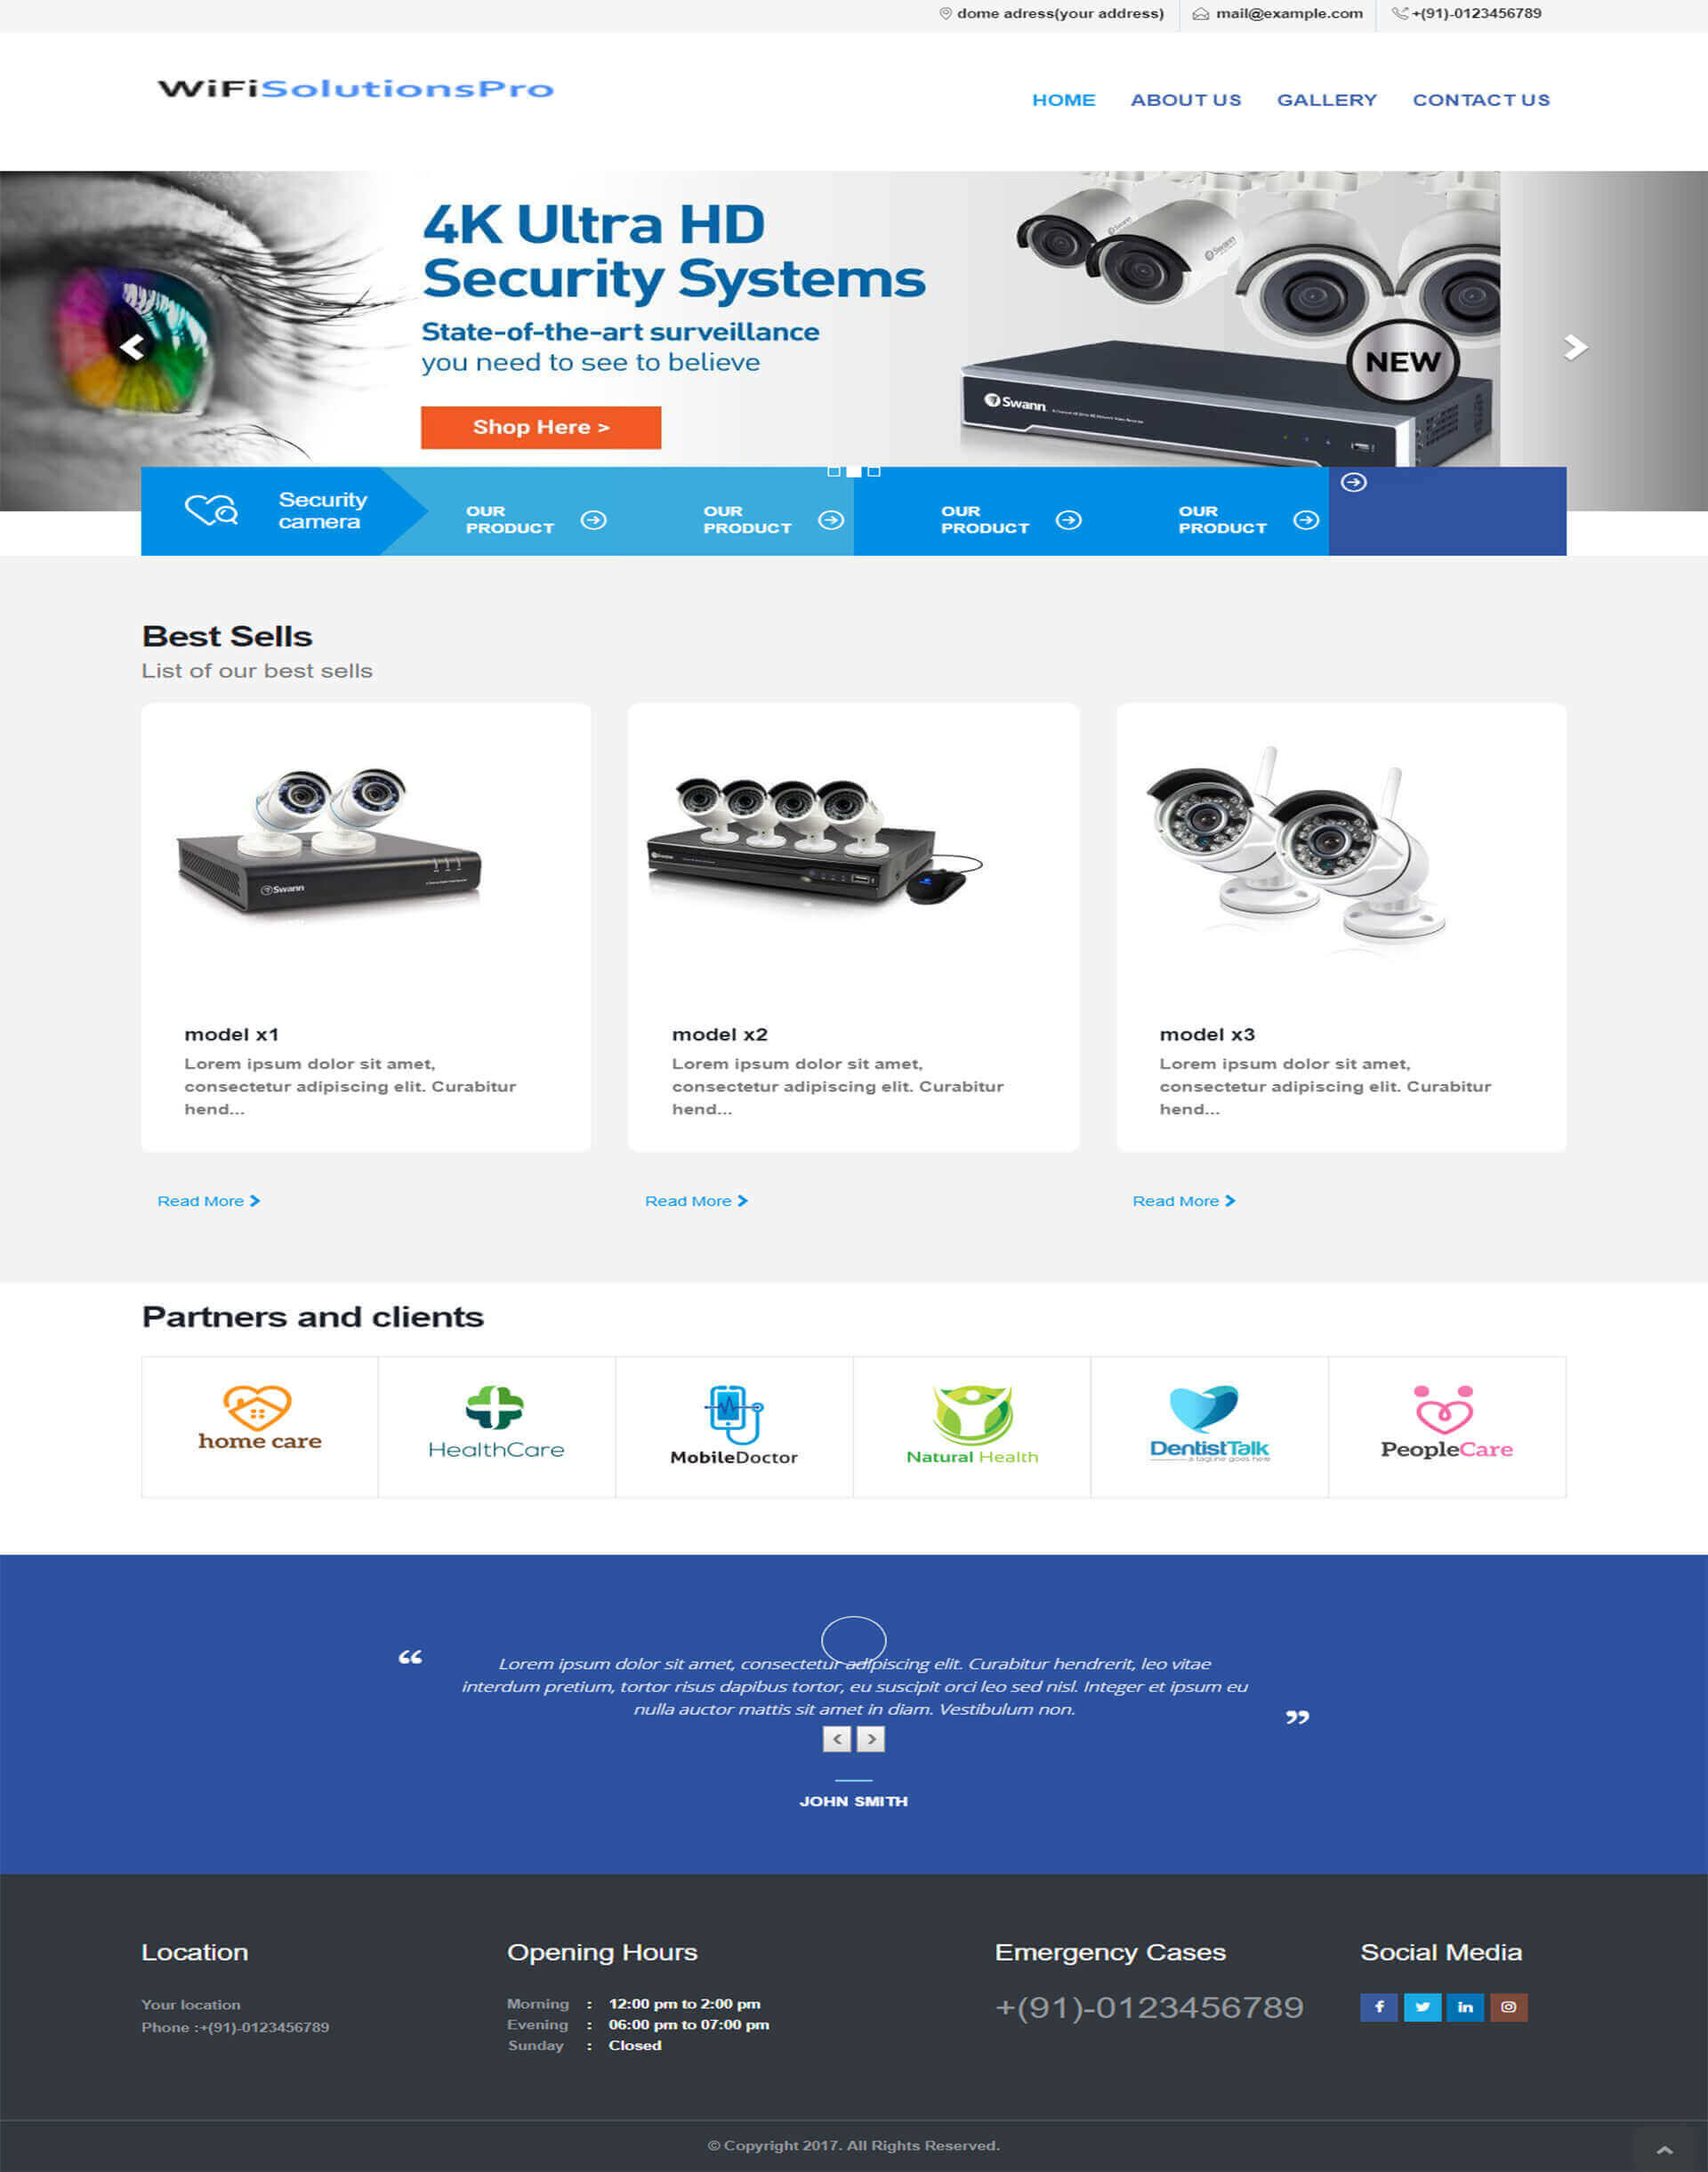 dome adress(your address)
mail@example.com
+(91)-0123456789
WiFiSolutionsPro
HOME
ABOUT US
GALLERY
CONTACT US
4K Ultra HD
Security Systems
State-of-the-art surveillance
you need to see to believe
Shop Here >
Swann
Swann
NEW
Swann
Security
camera
OUR
PRODUCT
OUR
PRODUCT
OUR
PRODUCT
OUR
PRODUCT
Best Sells
List of our best sells
Swann
model x1
Lorem ipsum dolor sit amet,
consectetur adipiscing elit. Curabitur
hend...
model x2
Lorem ipsum dolor sit amet,
consectetur adipiscing elit. Curabitur
hend...
model x3
Lorem ipsum dolor sit amet,
consectetur adipiscing elit. Curabitur
hend...
Read More
Read More
Read More
Partners and clients
home care
HealthCare
MobileDoctor
Natural Health
DentistTalk
a tagline goes here
PeopleCare
“ Lorem ipsum dolor sit amet, consectetur adipiscing elit. Curabitur hendrerit, leo vitae
interdum pretium, tortor risus dapibus tortor, eu suscipit orci leo sed nisl. Integer et ipsum eu
nulla auctor mattis sit amet in diam. Vestibulum non. ”
JOHN SMITH
Location
Your location
Phone :+(91)-0123456789
Opening Hours
Morning : 12:00 pm to 2:00 pm
Evening : 06:00 pm to 07:00 pm
Sunday : Closed
Emergency Cases
+(91)-0123456789
Social Media
© Copyright 2017. All Rights Reserved.